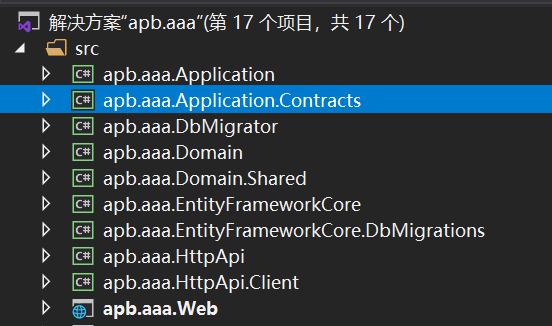 解决方案“apb.aaa”(第 17 个项目，共 17 个)
src
C# apb.aaa.Application
C# apb.aaa.Application.Contracts
C# apb.aaa.DbMigrator
C# apb.aaa.Domain
C# apb.aaa.Domain.Shared
C# apb.aaa.EntityFrameworkCore
C# apb.aaa.EntityFrameworkCore.DbMigrations
C# apb.aaa.HttpApi
C# apb.aaa.HttpApi.Client
apb.aaa.Web